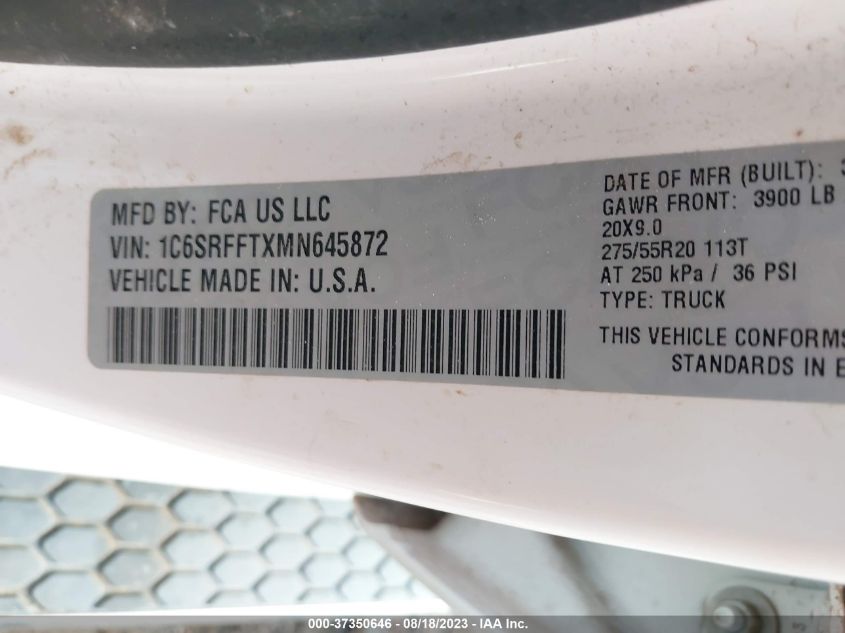 MFD BY: FCA US LLC
VIN: 1C6SRFFTXMN645872
VEHICLE MADE IN: U.S.A.
DATE OF MFR (BUILT): 3
GAWR FRONT: 3900 LB
20X9.0
275/55R20 113T
AT 250 kPa / 36 PSI
TYPE: TRUCK
THIS VEHICLE CONFORMS
STANDARDS IN E
000-37350646 - 08/18/2023 - IAA Inc.